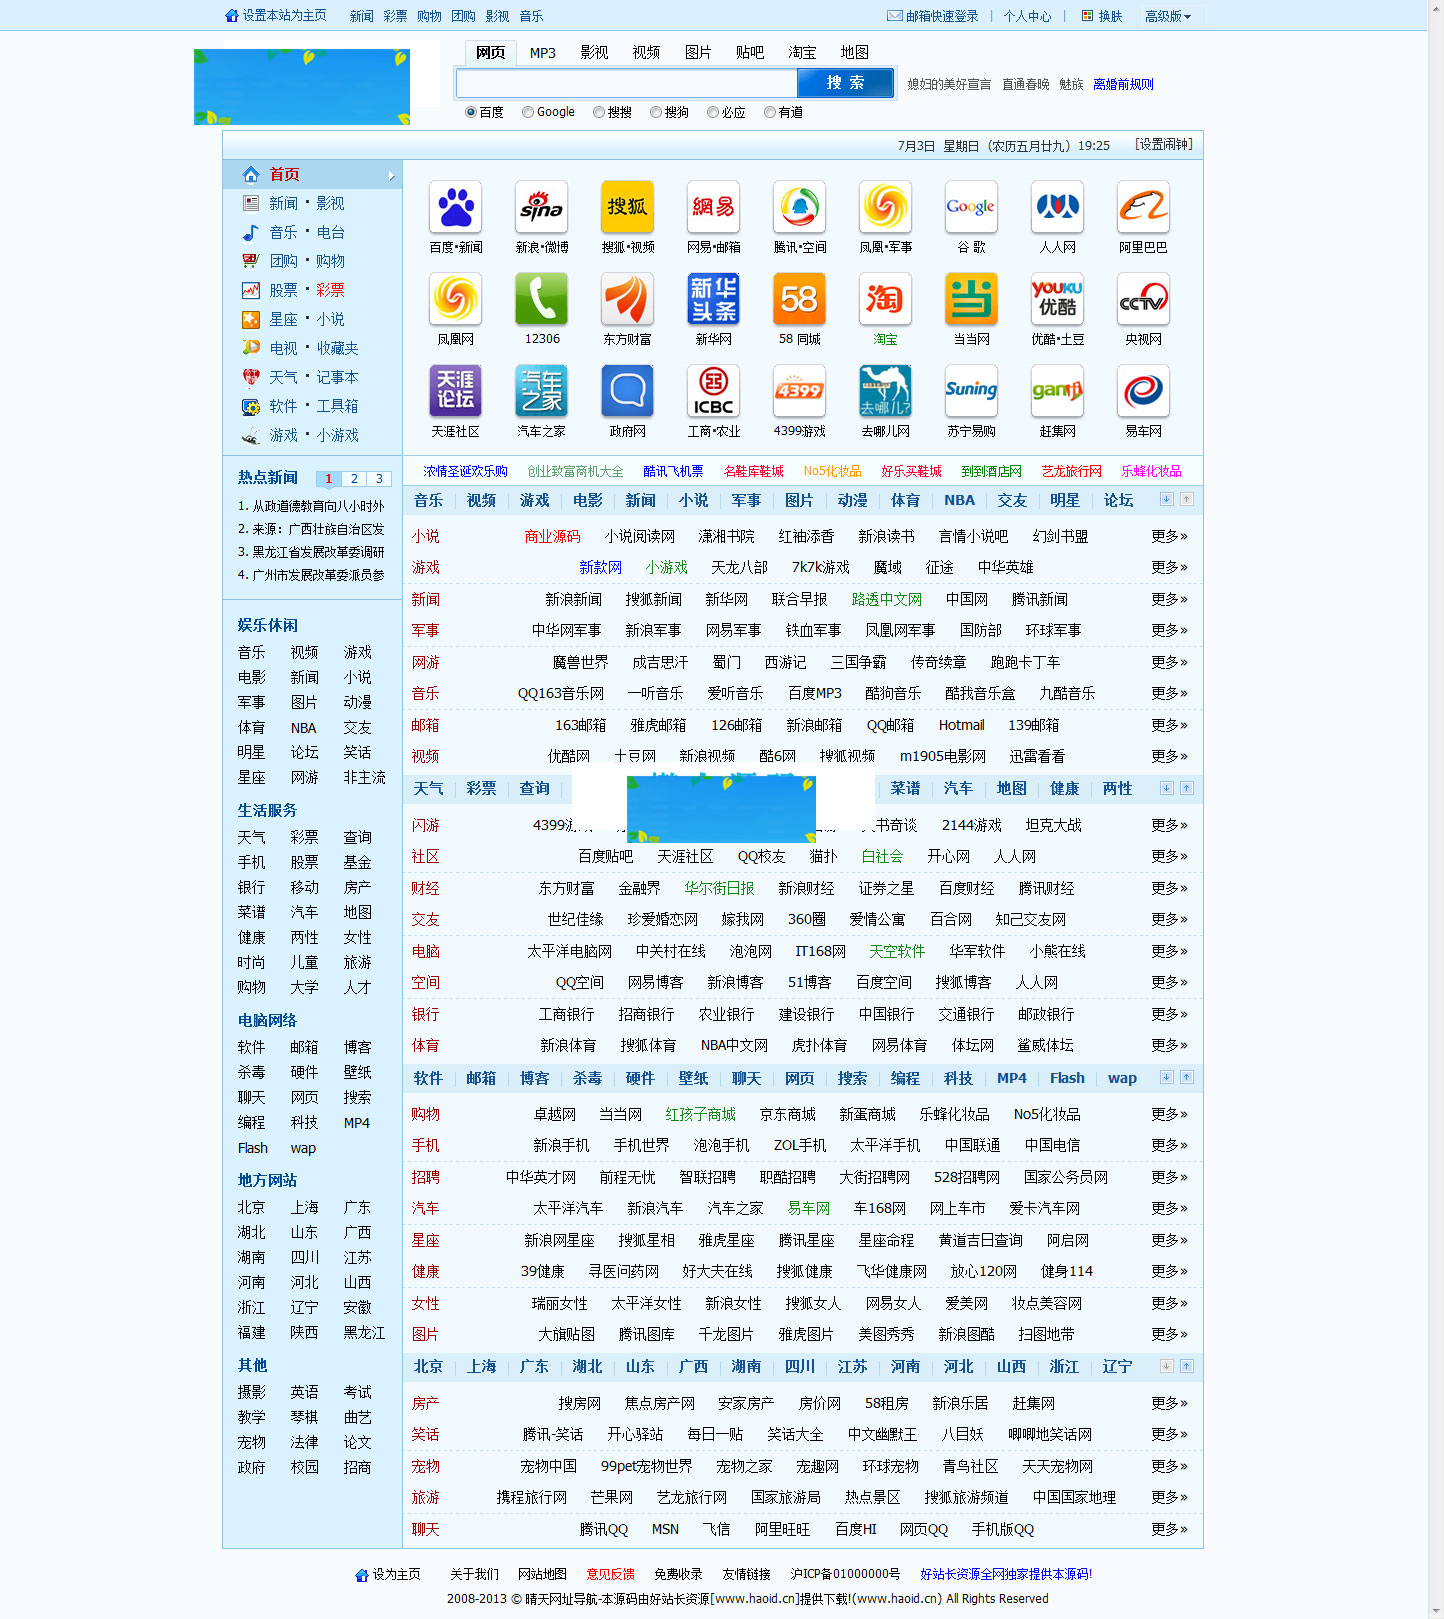 设置本站为主页 新闻 彩票 购物 团购 影视 音乐 邮箱快速登录 | 个人中心 | 换肤 高级版
网页 MP3 影视 视频 图片 贴吧 淘宝 地图
搜 索 媳妇的美好宣言 直通春晚 魅族 离婚前规则
百度 Google 搜搜 搜狗 必应 有道
7月3日 星期日（农历五月廿九）19:25 [设置闹钟]
首页
新闻・影视
音乐・电台
团购・购物
股票・彩票
星座・小说
电视・收藏夹
天气・记事本
软件・工具箱
游戏・小游戏
sina 搜狐 網易 Google
百度•新闻 新浪•微博 搜狐•视频 网易•邮箱 腾讯•空间 凤凰•军事 谷 歌 人人网 阿里巴巴
新华头条 58 淘 当 YOUKU 优酷 CCTV
凤凰网 12306 东方财富 新华网 58 同城 淘宝 当当网 优酷•土豆 央视网
天涯论坛 汽车之家 ICBC 4399 去哪儿? Suning
天涯社区 汽车之家 政府网 工商•农业 4399游戏 去哪儿网 苏宁易购 赶集网 易车网
热点新闻 1 2 3
1. 从政道德教育向八小时外
2. 来源：广西壮族自治区发
3. 黑龙江省发展改革委调研
4. 广州市发展改革委派员参
娱乐休闲
音乐 视频 游戏
电影 新闻 小说
军事 图片 动漫
体育 NBA 交友
明星 论坛 笑话
星座 网游 非主流
生活服务
天气 彩票 查询
手机 股票 基金
银行 移动 房产
菜谱 汽车 地图
健康 两性 女性
时尚 儿童 旅游
购物 大学 人才
电脑网络
软件 邮箱 博客
杀毒 硬件 壁纸
聊天 网页 搜索
编程 科技 MP4
Flash wap
地方网站
北京 上海 广东
湖北 山东 广西
湖南 四川 江苏
河南 河北 山西
浙江 辽宁 安徽
福建 陕西 黑龙江
其他
摄影 英语 考试
教学 琴棋 曲艺
宠物 法律 论文
政府 校园 招商
浓情圣诞欢乐购 创业致富商机大全 酷讯飞机票 名鞋库鞋城 No5化妆品 好乐买鞋城 到到酒店网 艺龙旅行网 乐蜂化妆品
音乐 视频 游戏 电影 新闻 小说 军事 图片 动漫 体育 NBA 交友 明星 论坛
小说 商业源码 小说阅读网 潇湘书院 红袖添香 新浪读书 言情小说吧 幻剑书盟 更多»
游戏 新款网 小游戏 天龙八部 7k7k游戏 魔域 征途 中华英雄 更多»
新闻 新浪新闻 搜狐新闻 新华网 联合早报 路透中文网 中国网 腾讯新闻 更多»
军事 中华网军事 新浪军事 网易军事 铁血军事 凤凰网军事 国防部 环球军事 更多»
网游 魔兽世界 成吉思汗 蜀门 西游记 三国争霸 传奇续章 跑跑卡丁车 更多»
音乐 QQ163音乐网 一听音乐 爱听音乐 百度MP3 酷狗音乐 酷我音乐盒 九酷音乐 更多»
邮箱 163邮箱 雅虎邮箱 126邮箱 新浪邮箱 QQ邮箱 Hotmail 139邮箱 更多»
视频 优酷网 土豆网 新浪视频 酷6网 搜狐视频 m1905电影网 迅雷看看 更多»
天气 彩票 查询 菜谱 汽车 地图 健康 两性
闪游 4399游 书奇谈 2144游戏 坦克大战 更多»
社区 百度贴吧 天涯社区 QQ校友 猫扑 白社会 开心网 人人网 更多»
财经 东方财富 金融界 华尔街日报 新浪财经 证券之星 百度财经 腾讯财经 更多»
交友 世纪佳缘 珍爱婚恋网 嫁我网 360圈 爱情公寓 百合网 知己交友网 更多»
电脑 太平洋电脑网 中关村在线 泡泡网 IT168网 天空软件 华军软件 小熊在线 更多»
空间 QQ空间 网易博客 新浪博客 51博客 百度空间 搜狐博客 人人网 更多»
银行 工商银行 招商银行 农业银行 建设银行 中国银行 交通银行 邮政银行 更多»
体育 新浪体育 搜狐体育 NBA中文网 虎扑体育 网易体育 体坛网 鲨威体坛 更多»
软件 邮箱 博客 杀毒 硬件 壁纸 聊天 网页 搜索 编程 科技 MP4 Flash wap
购物 卓越网 当当网 红孩子商城 京东商城 新蛋商城 乐蜂化妆品 No5化妆品 更多»
手机 新浪手机 手机世界 泡泡手机 ZOL手机 太平洋手机 中国联通 中国电信 更多»
招聘 中华英才网 前程无忧 智联招聘 职酷招聘 大街招聘网 528招聘网 国家公务员网 更多»
汽车 太平洋汽车 新浪汽车 汽车之家 易车网 车168网 网上车市 爱卡汽车网 更多»
星座 新浪网星座 搜狐星相 雅虎星座 腾讯星座 星座命程 黄道吉日查询 阿启网 更多»
健康 39健康 寻医问药网 好大夫在线 搜狐健康 飞华健康网 放心120网 健身114 更多»
女性 瑞丽女性 太平洋女性 新浪女性 搜狐女人 网易女人 爱美网 妆点美容网 更多»
图片 大旗贴图 腾讯图库 千龙图片 雅虎图片 美图秀秀 新浪图酷 扫图地带 更多»
北京 上海 广东 湖北 山东 广西 湖南 四川 江苏 河南 河北 山西 浙江 辽宁
房产 搜房网 焦点房产网 安家房产 房价网 58租房 新浪乐居 赶集网 更多»
笑话 腾讯-笑话 开心驿站 每日一贴 笑话大全 中文幽默王 八目妖 唧唧地笑话网 更多»
宠物 宠物中国 99pet宠物世界 宠物之家 宠趣网 环球宠物 青鸟社区 天天宠物网 更多»
旅游 携程旅行网 芒果网 艺龙旅行网 国家旅游局 热点景区 搜狐旅游频道 中国国家地理 更多»
聊天 腾讯QQ MSN 飞信 阿里旺旺 百度HI 网页QQ 手机版QQ 更多»
设为主页 关于我们 网站地图 意见反馈 免费收录 友情链接 沪ICP备01000000号 好站长资源全网独家提供本源码!
2008-2013 © 晴天网址导航-本源码由好站长资源[www.haoid.cn]提供下载!(www.haoid.cn) All Rights Reserved